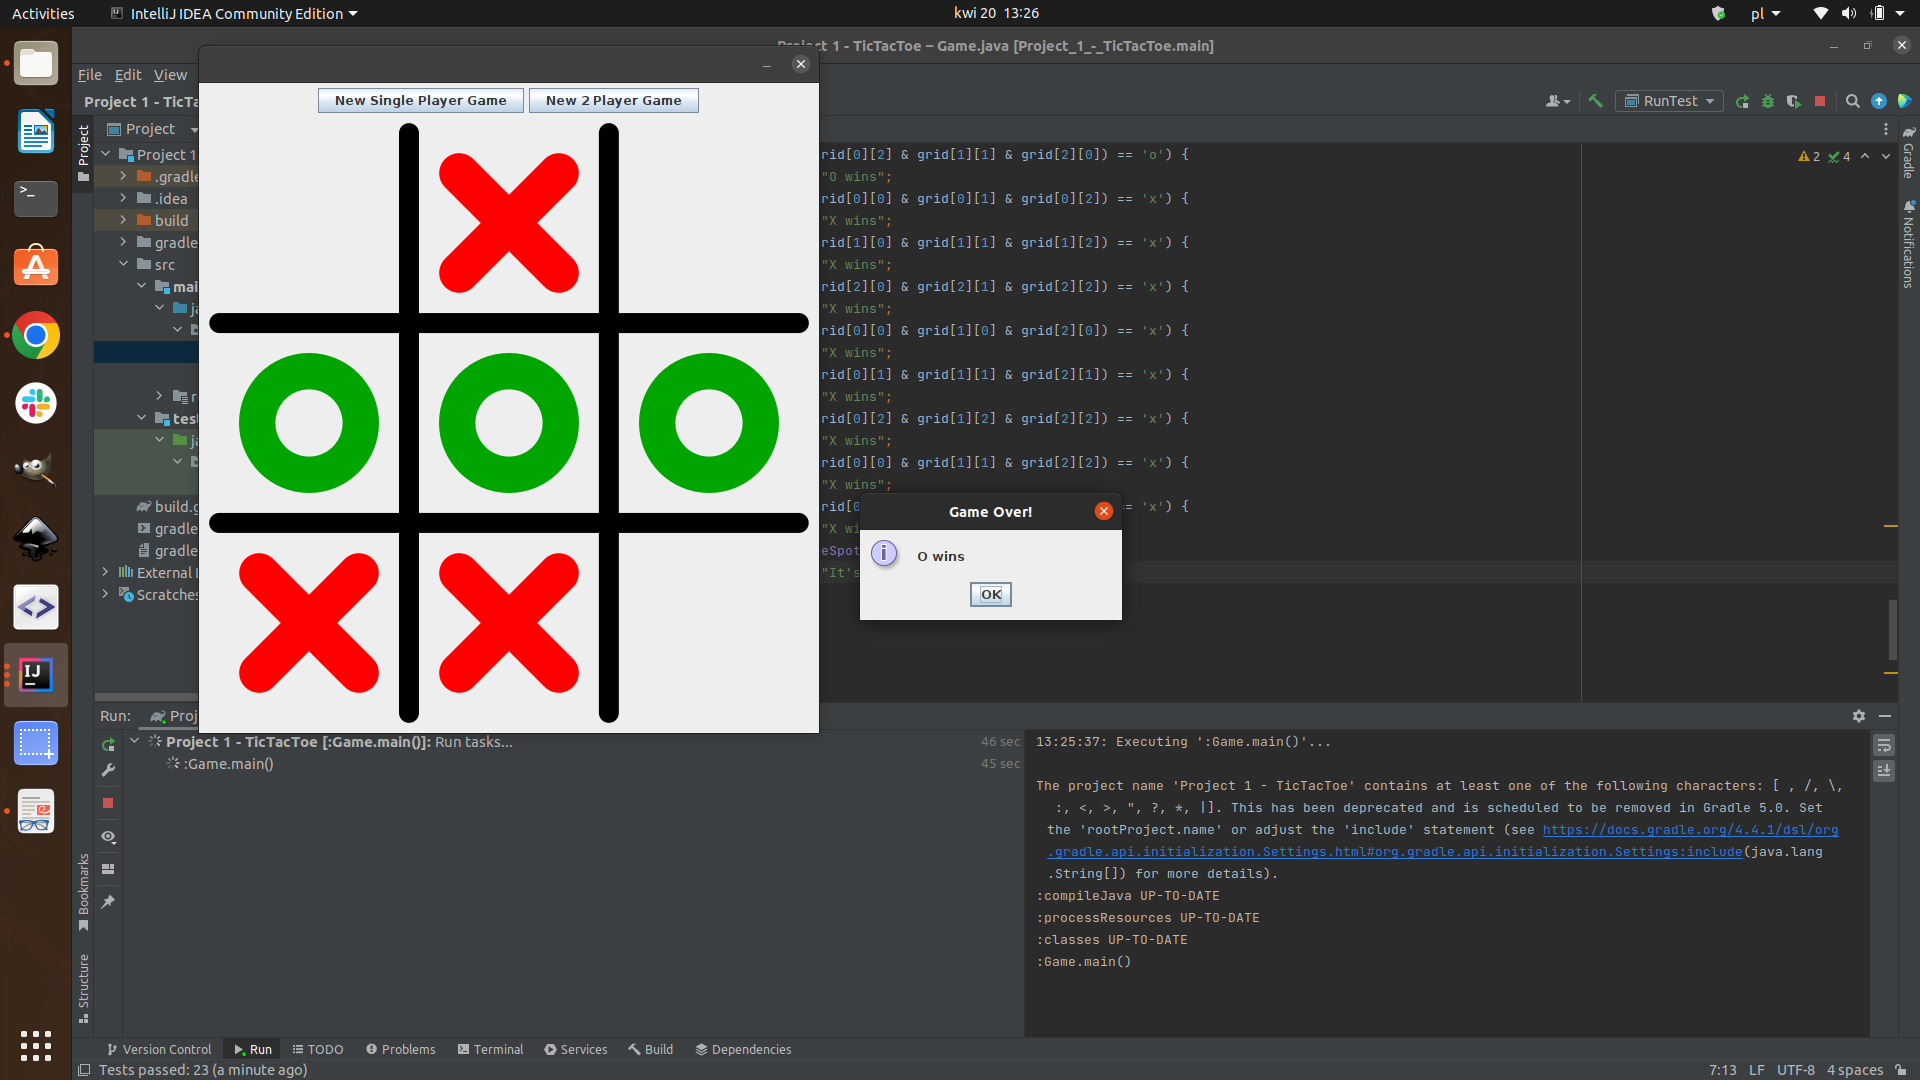 Activities
IntelliJ IDEA Community Edition
kwi 20 13:26
pl
Project 1 - TicTacToe – Game.java [Project_1_-_TicTacToe.main]
File Edit View
Project 1 - TicTa
RunTest
New Single Player Game
New 2 Player Game
Project
Project
Project 1
.gradle
.idea
build
gradle
src
mai
ja
r
tes
ja
build.g
gradle
gradle
External L
Scratches
rid[0][2] & grid[1][1] & grid[2][0]) == 'o') {
"O wins";
rid[0][0] & grid[0][1] & grid[0][2]) == 'x') {
"X wins";
rid[1][0] & grid[1][1] & grid[1][2]) == 'x') {
"X wins";
rid[2][0] & grid[2][1] & grid[2][2]) == 'x') {
"X wins";
rid[0][0] & grid[1][0] & grid[2][0]) == 'x') {
"X wins";
rid[0][1] & grid[1][1] & grid[2][1]) == 'x') {
"X wins";
rid[0][2] & grid[1][2] & grid[2][2]) == 'x') {
"X wins";
rid[0][0] & grid[1][1] & grid[2][2]) == 'x') {
"X wins";
rid[0
== 'x') {
"X wi
eSpot
"It's
2 4
Gradle
Notifications
Game Over!
O wins
OK
Run:
Proj
Project 1 - TicTacToe [:Game.main()]: Run tasks...
46 sec
:Game.main()
45 sec
13:25:37: Executing ':Game.main()'...
The project name 'Project 1 - TicTacToe' contains at least one of the following characters: [ , /, \,
:, <, >, ", ?, *, |]. This has been deprecated and is scheduled to be removed in Gradle 5.0. Set
the 'rootProject.name' or adjust the 'include' statement (see https://docs.gradle.org/4.4.1/dsl/org
.gradle.api.initialization.Settings.html#org.gradle.api.initialization.Settings:include(java.lang
.String[]) for more details).
:compileJava UP-TO-DATE
:processResources UP-TO-DATE
:classes UP-TO-DATE
:Game.main()
Bookmarks
Structure
Version Control
Run
TODO
Problems
Terminal
Services
Build
Dependencies
Tests passed: 23 (a minute ago)
7:13 LF UTF-8 4 spaces